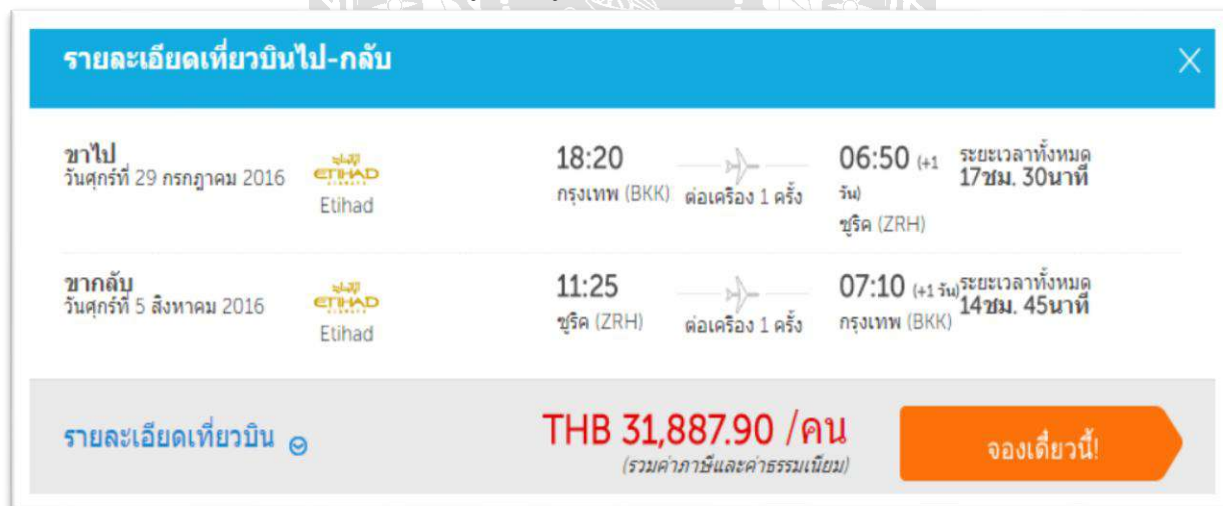 รายละเอียดเที่ยวบินไป-กลับ
ขาไป
วันศุกร์ที่ 29 กรกฎาคม 2016
ETIHAD
Etihad
18:20
กรุงเทพ (BKK)
ต่อเครื่อง 1 ครั้ง
06:50 (+1
วัน)
ซูริค (ZRH)
ระยะเวลาทั้งหมด
17ชม. 30นาที
ขากลับ
วันศุกร์ที่ 5 สิงหาคม 2016
ETIHAD
Etihad
11:25
ซูริค (ZRH)
ต่อเครื่อง 1 ครั้ง
07:10 (+1 วัน)
กรุงเทพ (BKK)
ระยะเวลาทั้งหมด
14ชม. 45นาที
รายละเอียดเที่ยวบิน
THB 31,887.90 /คน
(รวมค่าภาษีและค่าธรรมเนียม)
จองเดี๋ยวนี้!